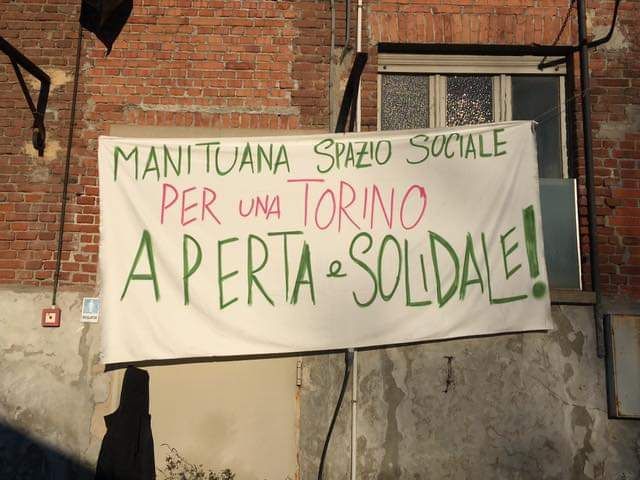 MANITUANA SPAZIO SOCIALE
PER UNA TORINO
APERTA e SOLIDALE!